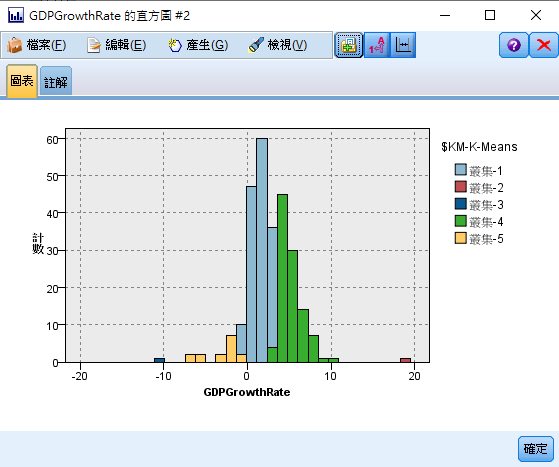 GDPGrowthRate 的直方圖 #2
檔案(F) 編輯(E) 產生(G) 檢視(V)
圖表 註解
60
50
40
30
20
10
0
計數
-20 -10 0 10 20
GDPGrowthRate
$KM-K-Means
叢集-1
叢集-2
叢集-3
叢集-4
叢集-5
確定